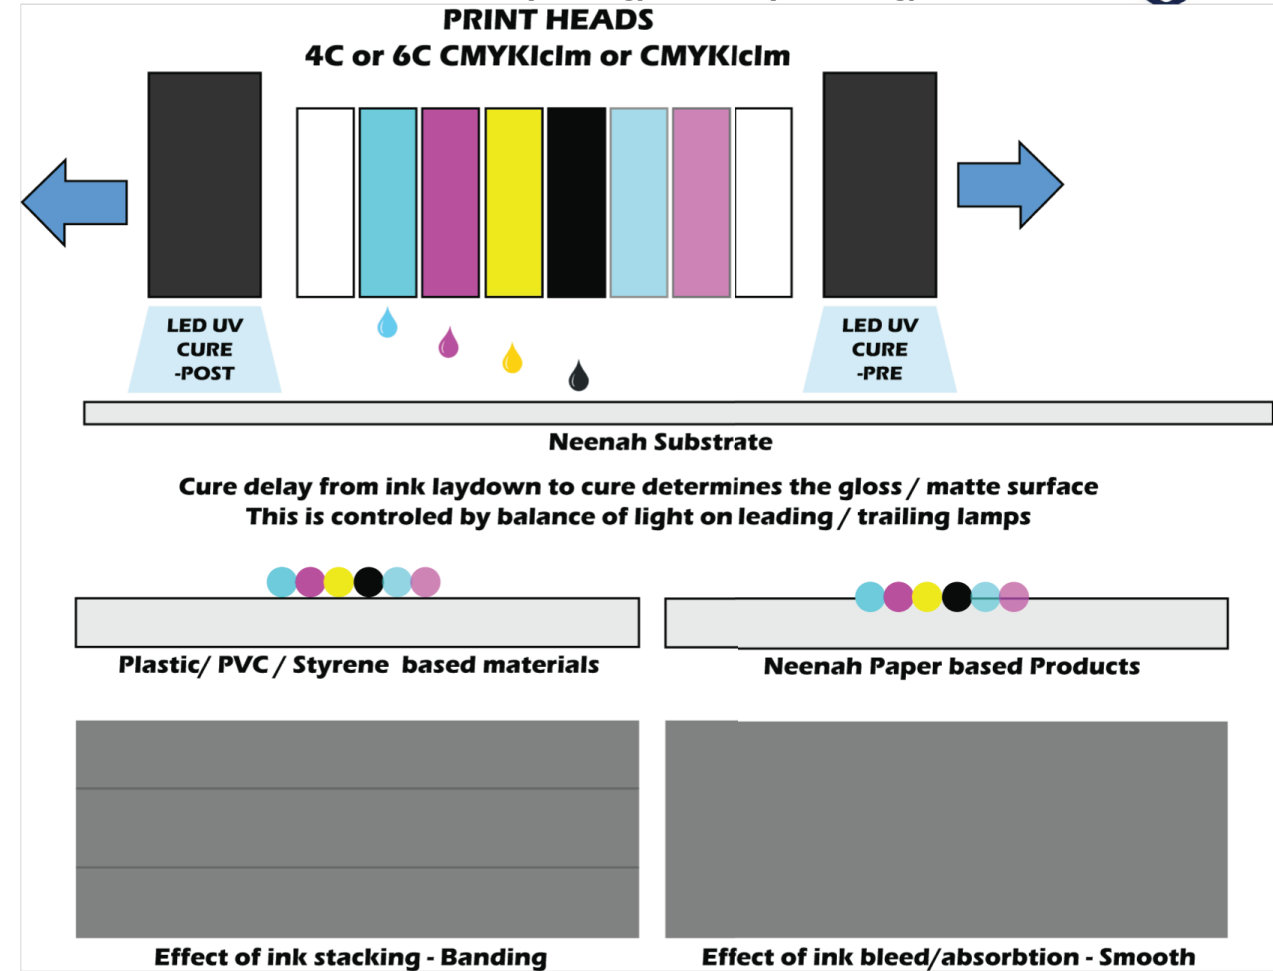 PRINT HEADS
4C or 6C CMYKlclm or CMYKlclm
LED UV
CURE
-POST
LED UV
CURE
-PRE
Neenah Substrate
Cure delay from ink laydown to cure determines the gloss / matte surface
This is controled by balance of light on leading / trailing lamps
Plastic/ PVC / Styrene based materials
Neenah Paper based Products
Effect of ink stacking - Banding
Effect of ink bleed/absorbtion - Smooth